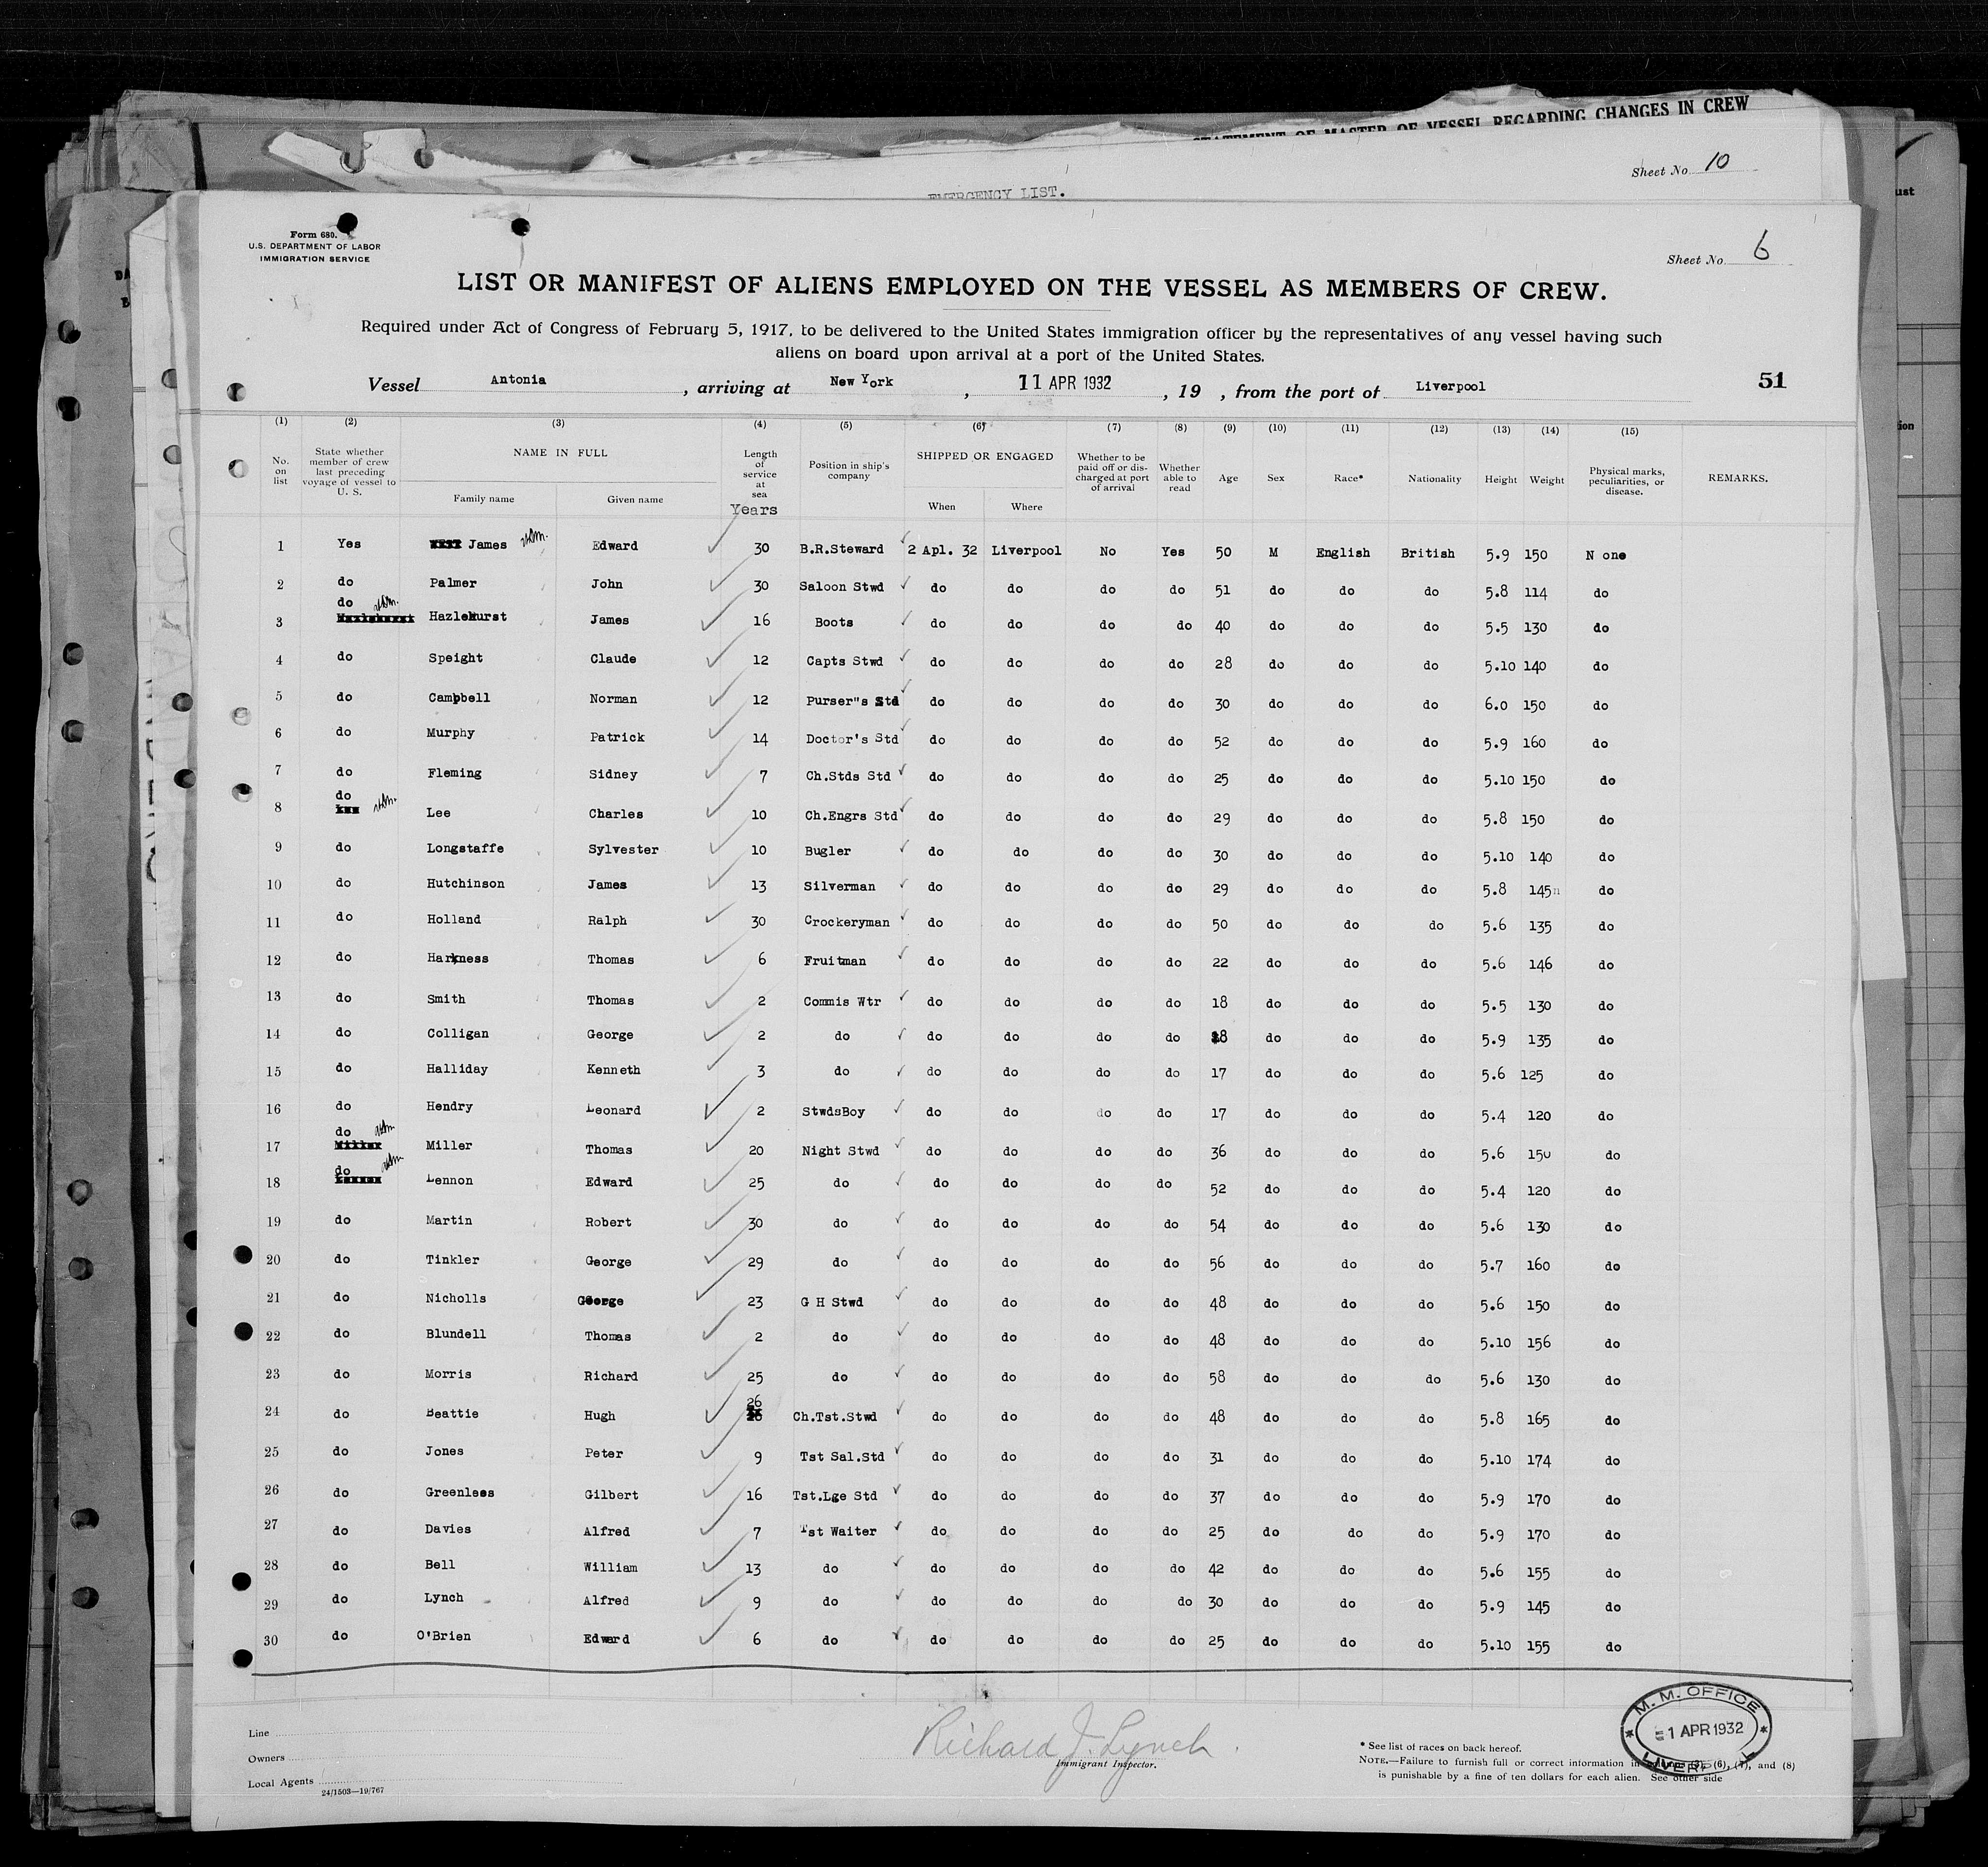 STATEMENT OF MASTER OF VESSEL REGARDING CHANGES IN CREW
Sheet No. 10
EMERGENCY LIST.
Form 680.
U.S. DEPARTMENT OF LABOR
IMMIGRATION SERVICE
Sheet No. 6
LIST OR MANIFEST OF ALIENS EMPLOYED ON THE VESSEL AS MEMBERS OF CREW.
Required under Act of Congress of February 5, 1917, to be delivered to the United States immigration officer by the representatives of any vessel having such
aliens on board upon arrival at a port of the United States.
Vessel Antonia, arriving at New York, 11 APR 1932, 19 , from the port of Liverpool 51
(1) (2) (3) (4) (5) (6) (7) (8) (9) (10) (11) (12) (13) (14) (15)
No. on list State whether member of crew last preceding voyage of vessel to U. S. NAME IN FULL Family name Given name Length of service at sea Years Position in ship's company SHIPPED OR ENGAGED When Where Whether to be paid off or discharged at port of arrival Whether able to read Age Sex Race* Nationality Height Weight Physical marks, peculiarities, or disease. REMARKS.
1 Yes James Edward 30 B.R.Steward 2 Apl. 32 Liverpool No Yes 50 M English British 5.9 150 N one
2 do Palmer John 30 Saloon Stwd do do do do 51 do do do 5.8 114 do
3 do Hazlehurst James 16 Boots do do do do 40 do do do 5.5 130 do
4 do Speight Claude 12 Capts Stwd do do do do 28 do do do 5.10 140 do
5 do Campbell Norman 12 Purser"s Std do do do do 30 do do do 6.0 150 do
6 do Murphy Patrick 14 Doctor's Std do do do do 52 do do do 5.9 160 do
7 do Fleming Sidney 7 Ch.Stds Std do do do do 25 do do do 5.10 150 do
8 do Lee Charles 10 Ch.Engrs Std do do do do 29 do do do 5.8 150 do
9 do Longstaffe Sylvester 10 Bugler do do do do 30 do do do 5.10 140 do
10 do Hutchinson James 13 Silverman do do do do 29 do do do 5.8 145n do
11 do Holland Ralph 30 Crockeryman do do do do 50 do do do 5.6 135 do
12 do Harkness Thomas 6 Fruitman do do do do 22 do do do 5.6 146 do
13 do Smith Thomas 2 Commis Wtr do do do do 18 do do do 5.5 130 do
14 do Colligan George 2 do do do do do 18 do do do 5.9 135 do
15 do Halliday Kenneth 3 do do do do do 17 do do do 5.6 125 do
16 do Hendry Leonard 2 StwdsBoy do do do do 17 do do do 5.4 120 do
17 do Miller Thomas 20 Night Stwd do do do do 36 do do do 5.6 150 do
18 do Lennon Edward 25 do do do do do 52 do do do 5.4 120 do
19 do Martin Robert 30 do do do do do 54 do do do 5.6 130 do
20 do Tinkler George 29 do do do do do 56 do do do 5.7 160 do
21 do Nicholls George 23 G H Stwd do do do do 48 do do do 5.6 150 do
22 do Blundell Thomas 2 do do do do do 48 do do do 5.10 156 do
23 do Morris Richard 25 do do do do do 58 do do do 5.6 130 do
24 do Beattie Hugh 26 Ch.Tst.Stwd do do do do 48 do do do 5.8 165 do
25 do Jones Peter 9 Tst Sal.Std do do do do 31 do do do 5.10 174 do
26 do Greenlees Gilbert 16 Tst.Lge Std do do do do 37 do do do 5.9 170 do
27 do Davies Alfred 7 Tst Waiter do do do do 25 do do do 5.9 170 do
28 do Bell William 13 do do do do do 42 do do do 5.6 155 do
29 do Lynch Alfred 9 do do do do do 30 do do do 5.9 145 do
30 do O'Brien Edward 6 do do do do do 25 do do do 5.10 155 do
Line
Owners
Local Agents
24/1503—19/767
Richard J. Lynch.
Immigrant Inspector.
* See list of races on back hereof.
NOTE.—Failure to furnish full or correct information in (6), (7), and (8)
is punishable by a fine of ten dollars for each alien. See other side
M. M. OFFICE
1 APR 1932